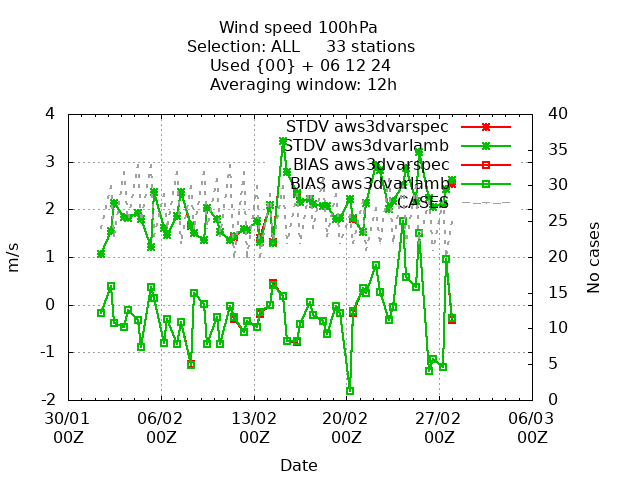 Wind speed 100hPa
Selection: ALL     33 stations
Used {00} + 06 12 24
Averaging window: 12h
STDV aws3dvarspec
STDV aws3dvarlamb
BIAS aws3dvarspec
BIAS aws3dvarlamb
CASES
4
3
2
1
0
-1
-2
m/s
40
35
30
25
20
15
10
5
0
No cases
30/01 06/02 13/02 20/02 27/02 06/03
00Z 00Z 00Z 00Z 00Z 00Z
Date